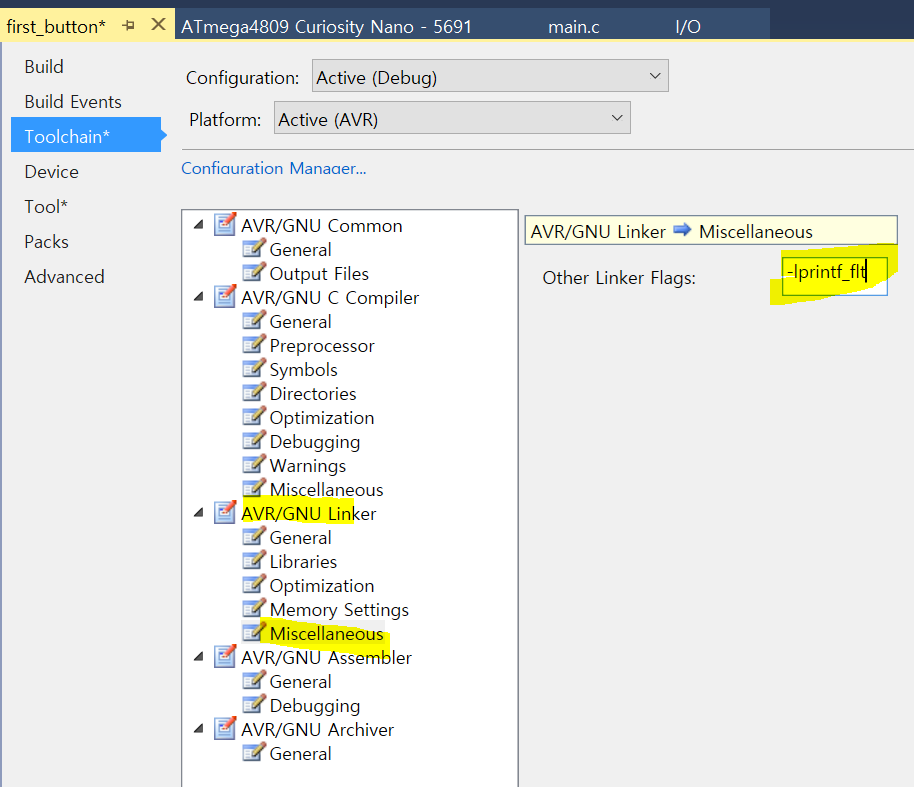 first_button*
ATmega4809 Curiosity Nano - 5691
main.c
I/O
Build
Build Events
Toolchain*
Device
Tool*
Packs
Advanced
Configuration: Active (Debug)
Platform: Active (AVR)
Configuration Manager...
AVR/GNU Common
General
Output Files
AVR/GNU C Compiler
General
Preprocessor
Symbols
Directories
Optimization
Debugging
Warnings
Miscellaneous
AVR/GNU Linker
General
Libraries
Optimization
Memory Settings
Miscellaneous
AVR/GNU Assembler
General
Debugging
AVR/GNU Archiver
General
AVR/GNU Linker Miscellaneous
Other Linker Flags: -lprintf_flt